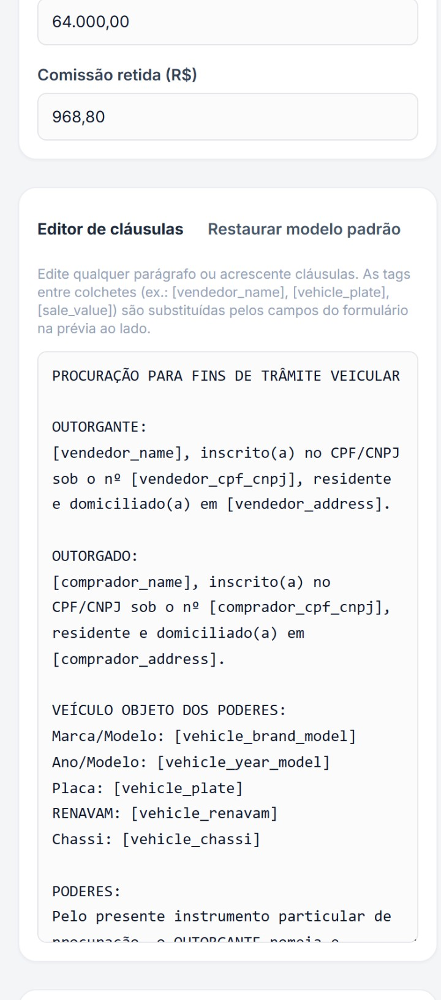 64.000,00
Comissão retida (R$)
968,80
Editor de cláusulas Restaurar modelo padrão
Edite qualquer parágrafo ou acrescente cláusulas. As tags
entre colchetes (ex.: [vendedor_name], [vehicle_plate],
[sale_value]) são substituídas pelos campos do formulário
na prévia ao lado.
PROCURAÇÃO PARA FINS DE TRÂMITE VEICULAR
OUTORGANTE:
[vendedor_name], inscrito(a) no CPF/CNPJ
sob o nº [vendedor_cpf_cnpj], residente
e domiciliado(a) em [vendedor_address].
OUTORGADO:
[comprador_name], inscrito(a) no
CPF/CNPJ sob o nº [comprador_cpf_cnpj],
residente e domiciliado(a) em
[comprador_address].
VEÍCULO OBJETO DOS PODERES:
Marca/Modelo: [vehicle_brand_model]
Ano/Modelo: [vehicle_year_model]
Placa: [vehicle_plate]
RENAVAM: [vehicle_renavam]
Chassi: [vehicle_chassi]
PODERES:
Pelo presente instrumento particular de
procuração, o OUTORGANTE nomeia e